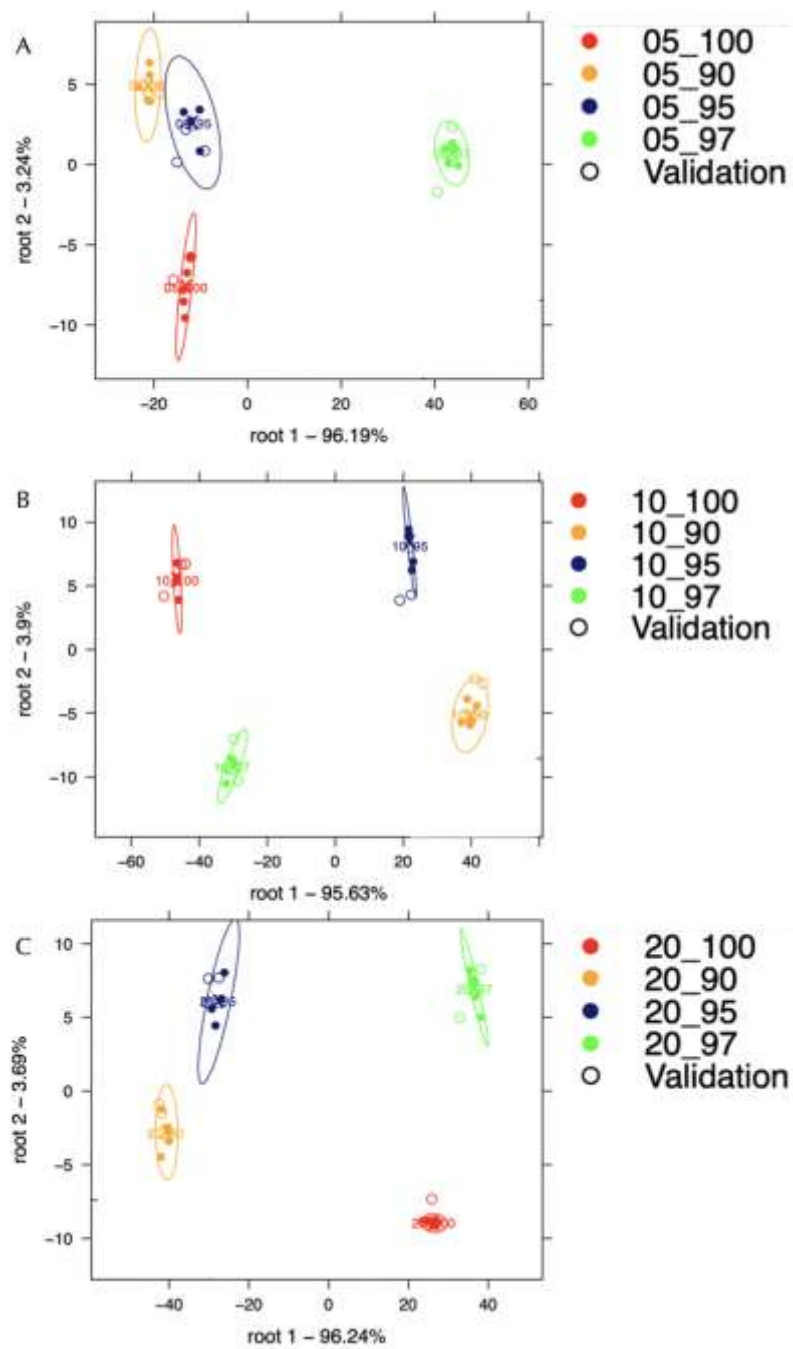 A
5
0
−5
−10
root 2 − 3.24%
−20 0 20 40 60
root 1 − 96.19%
05_100
05_90
05_95
05_97
Validation
B
10
5
0
−5
−10
root 2 − 3.9%
10_95
−60 −40 −20 0 20 40
root 1 − 95.63%
10_100
10_90
10_95
10_97
Validation
C
10
5
0
−5
−10
root 2 − 3.69%
−40 −20 0 20 40
root 1 − 96.24%
20_100
20_90
20_95
20_97
Validation